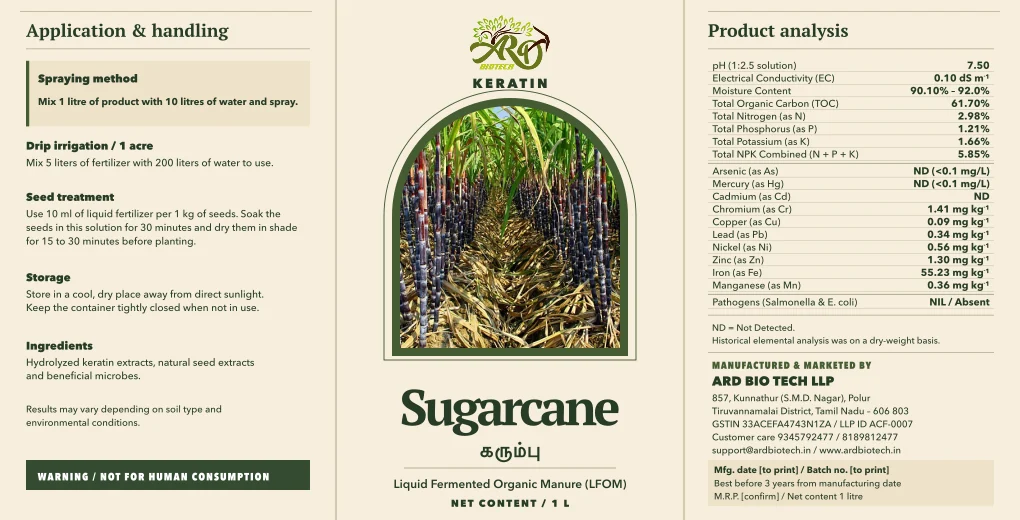 Application & handling
Spraying method
Mix 1 litre of product with 10 litres of water and spray.
Drip irrigation / 1 acre
Mix 5 liters of fertilizer with 200 liters of water to use.
Seed treatment
Use 10 ml of liquid fertilizer per 1 kg of seeds. Soak the
seeds in this solution for 30 minutes and dry them in shade
for 15 to 30 minutes before planting.
Storage
Store in a cool, dry place away from direct sunlight.
Keep the container tightly closed when not in use.
Ingredients
Hydrolyzed keratin extracts, natural seed extracts
and beneficial microbes.
Results may vary depending on soil type and
environmental conditions.
WARNING / NOT FOR HUMAN CONSUMPTION
ARD
BIOTECH
KERATIN
Sugarcane
கரும்பு
Liquid Fermented Organic Manure (LFOM)
NET CONTENT / 1 L
Product analysis
pH (1:2.5 solution) 7.50
Electrical Conductivity (EC) 0.10 dS m⁻¹
Moisture Content 90.10% – 92.0%
Total Organic Carbon (TOC) 61.70%
Total Nitrogen (as N) 2.98%
Total Phosphorus (as P) 1.21%
Total Potassium (as K) 1.66%
Total NPK Combined (N + P + K) 5.85%
Arsenic (as As) ND (<0.1 mg/L)
Mercury (as Hg) ND (<0.1 mg/L)
Cadmium (as Cd) ND
Chromium (as Cr) 1.41 mg kg⁻¹
Copper (as Cu) 0.09 mg kg⁻¹
Lead (as Pb) 0.34 mg kg⁻¹
Nickel (as Ni) 0.56 mg kg⁻¹
Zinc (as Zn) 1.30 mg kg⁻¹
Iron (as Fe) 55.23 mg kg⁻¹
Manganese (as Mn) 0.36 mg kg⁻¹
Pathogens (Salmonella & E. coli) NIL / Absent
ND = Not Detected.
Historical elemental analysis was on a dry-weight basis.
MANUFACTURED & MARKETED BY
ARD BIO TECH LLP
857, Kunnathur (S.M.D. Nagar), Polur
Tiruvannamalai District, Tamil Nadu – 606 803
GSTIN 33ACEFA4743N1ZA / LLP ID ACF-0007
Customer care 9345792477 / 8189812477
support@ardbiotech.in / www.ardbiotech.in
Mfg. date [to print] / Batch no. [to print]
Best before 3 years from manufacturing date
M.R.P. [confirm] / Net content 1 litre